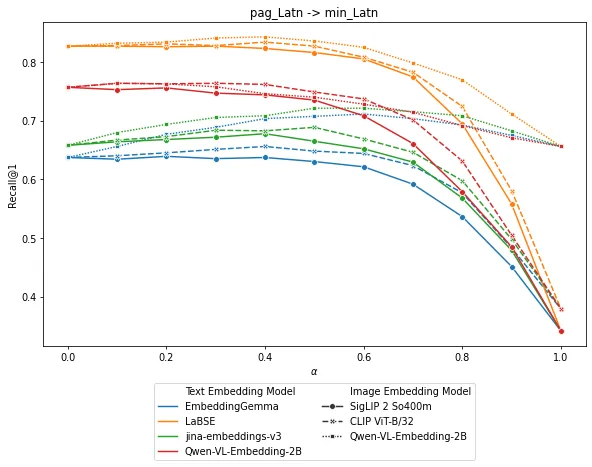 pag_Latn -> min_Latn
Recall@1
0.8
0.7
0.6
0.5
0.4
0.0
0.2
0.4
0.6
0.8
1.0
α
Text Embedding Model
EmbeddingGemma
LaBSE
jina-embeddings-v3
Qwen-VL-Embedding-2B
Image Embedding Model
SigLIP 2 So400m
CLIP ViT-B/32
Qwen-VL-Embedding-2B